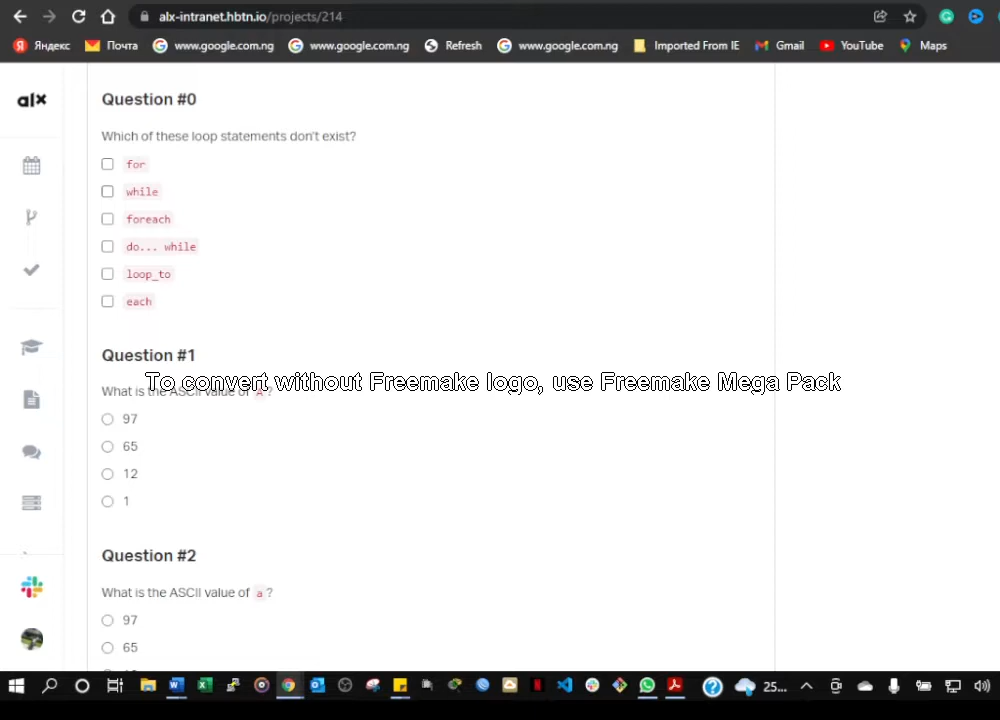 alx-intranet.hbtn.io/projects/214
Яндекс Почта www.google.com.ng www.google.com.ng Refresh www.google.com.ng Imported From IE Gmail YouTube Maps
alx
Question #0
Which of these loop statements don't exist?
for
while
foreach
do... while
loop_to
each
Question #1
To convert without Freemake logo, use Freemake Mega Pack
What is the ASCII value of A?
97
65
12
1
Question #2
What is the ASCII value of a?
97
65
25...